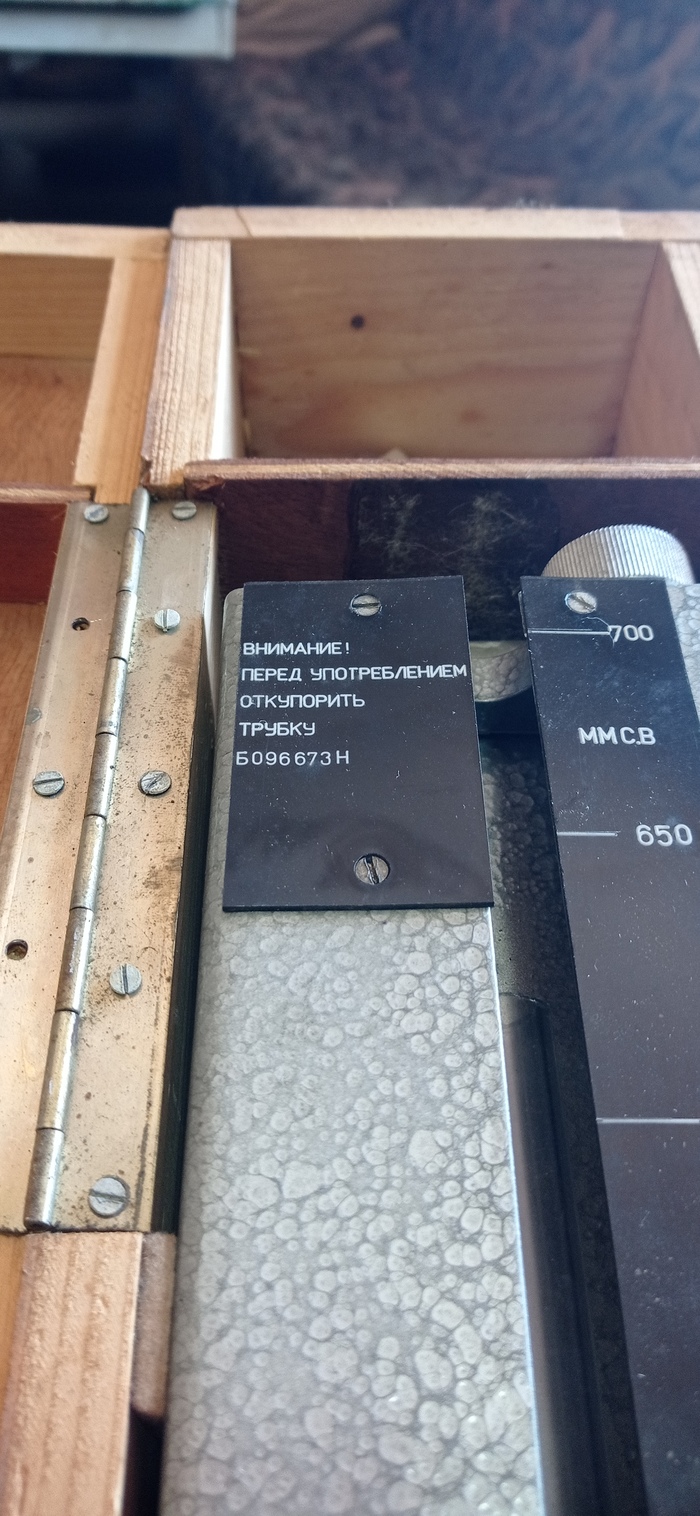 ВНИМАНИЕ!
ПЕРЕД УПОТРЕБЛЕНИЕМ
ОТКУПОРИТЬ
ТРУБКУ
Б096673Н
700
ММ С.В
650